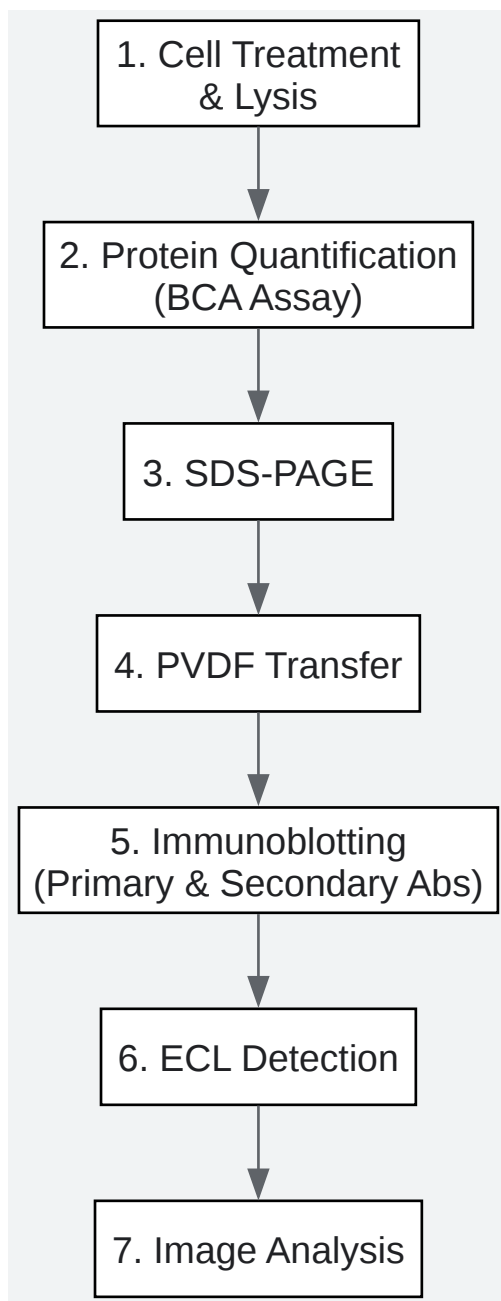 1. Cell Treatment
& Lysis
2. Protein Quantification
(BCA Assay)
3. SDS-PAGE
4. PVDF Transfer
5. Immunoblotting
(Primary & Secondary Abs)
6. ECL Detection
7. Image Analysis